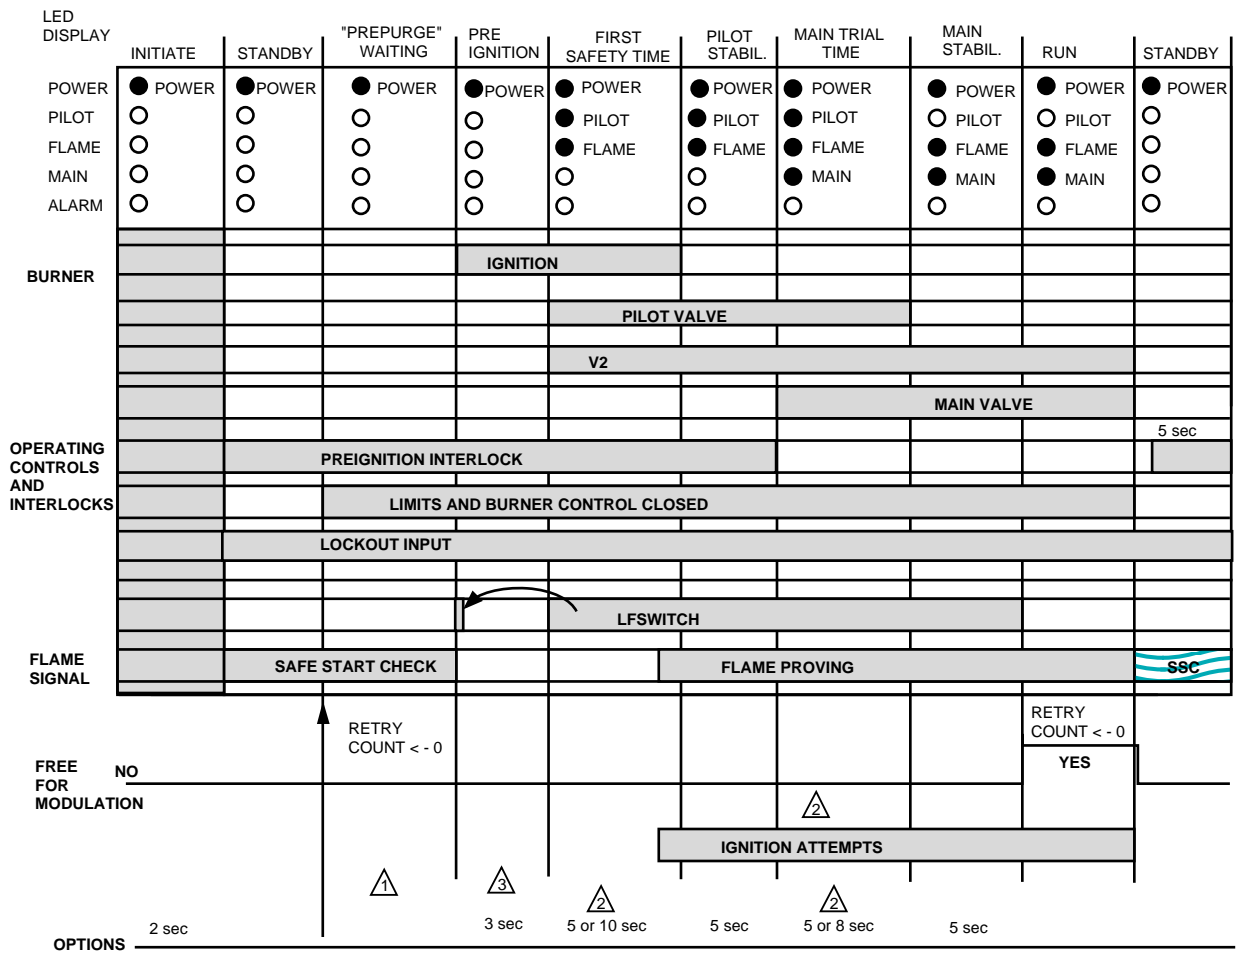 LED
DISPLAY
INITIATE
STANDBY
"PREPURGE"
WAITING
PRE
IGNITION
FIRST
SAFETY TIME
PILOT
STABIL.
MAIN TRIAL
TIME
MAIN
STABIL.
RUN
STANDBY
POWER POWER POWER POWER POWER POWER POWER POWER POWER POWER POWER
PILOT PILOT PILOT PILOT PILOT PILOT
FLAME FLAME FLAME FLAME FLAME FLAME
MAIN MAIN MAIN MAIN
ALARM
BURNER
IGNITION
PILOT VALVE
V2
MAIN VALVE
5 sec
OPERATING
CONTROLS
AND
INTERLOCKS
PREIGNITION INTERLOCK
LIMITS AND BURNER CONTROL CLOSED
LOCKOUT INPUT
LFSWITCH
FLAME
SIGNAL
SAFE START CHECK
FLAME PROVING
SSC
RETRY
COUNT < - 0
RETRY
COUNT < - 0
FREE
FOR
MODULATION
NO
YES
2
IGNITION ATTEMPTS
1
3
2
2
2 sec
3 sec
5 or 10 sec
5 sec
5 or 8 sec
5 sec
OPTIONS